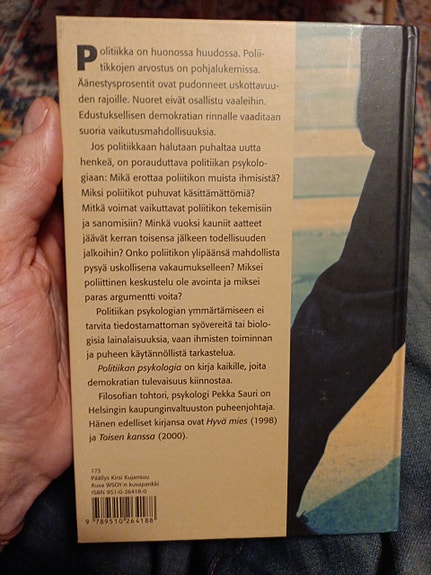 Politiikka on huonossa huudossa. Polii-
tikkojen arvostus on pohjalukemissa.
Äänestysprosentit ovat pudonneet uskottavuu-
den rajoille. Nuoret eivät osallistu vaaleihin.
Edustuksellisen demokratian rinnalle vaaditaan
suoria vaikutusmahdollisuuksia.
Jos politiikkaan halutaan puhaltaa uutta
henkeä, on porauduttava politiikan psykolo-
giaan: Mikä erottaa poliitikon muista ihmisistä?
Miksi poliitikot puhuvat käsittämättömiä?
Mitkä voimat vaikuttavat poliitikon tekemisiin
ja sanomisiin? Minkä vuoksi kauniit aatteet
jäävät kerran toisensa jälkeen todellisuuden
jalkoihin? Onko poliitikon ylipäänsä mahdollista
pysyä uskollisena vakaumukselleen? Miksei
poliittinen keskustelu ole avointa ja miksei
paras argumentti voita?
Politiikan psykologian ymmärtämiseen ei
tarvita tiedostamattoman syövereitä tai biolo-
gisia lainalaisuuksia, vaan ihmisten toiminnan
ja puheen käytännöllistä tarkastelua.
Politiikan psykologia on kirja kaikille, joita
demokratian tulevaisuus kiinnostaa.
Filosofian tohtori, psykologi Pekka Sauri on
Helsingin kaupunginvaltuuston puheenjohtaja.
Hänen edelliset kirjansa ovat Hyvä mies (1998)
ja Toisen kanssa (2000).
173
Päällys Kirsi Kujansuu
Kuva WSOY:n kuvapankki
ISBN 951-0-26418-0
9 789510 264188